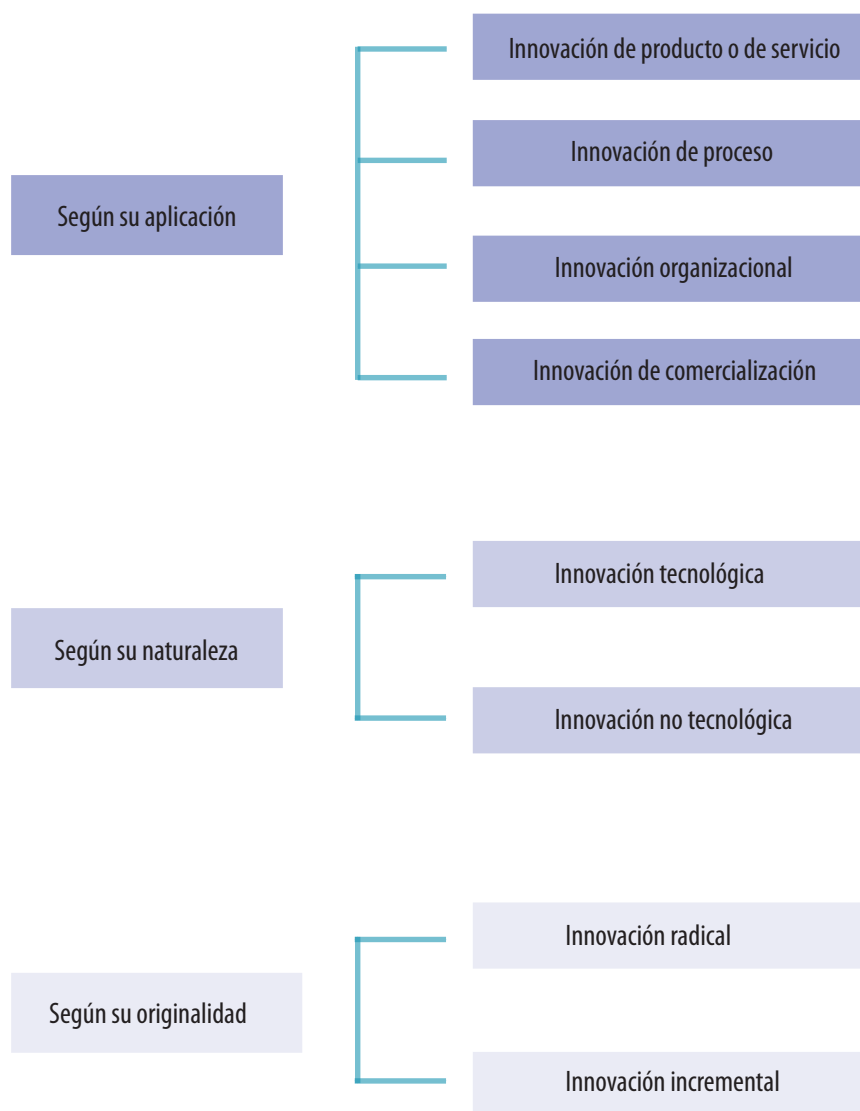 Según su aplicación
Innovación de producto o de servicio
Innovación de proceso
Innovación organizacional
Innovación de comercialización
Según su naturaleza
Innovación tecnológica
Innovación no tecnológica
Según su originalidad
Innovación radical
Innovación incremental